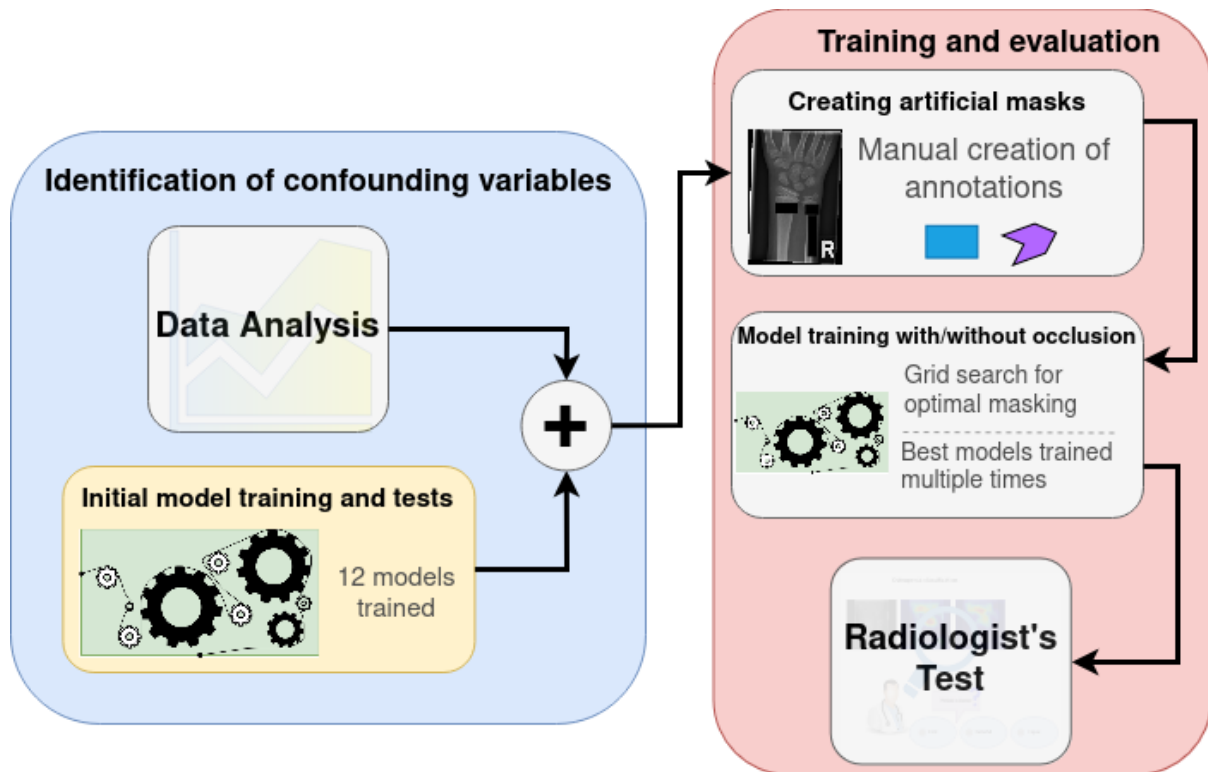 Identification of confounding variables
Data Analysis
+
Initial model training and tests
12 models
trained
Training and evaluation
Creating artificial masks
Manual creation of
annotations
R
Model training with/without occlusion
Grid search for
optimal masking
Best models trained
multiple times
Radiologist's
Test